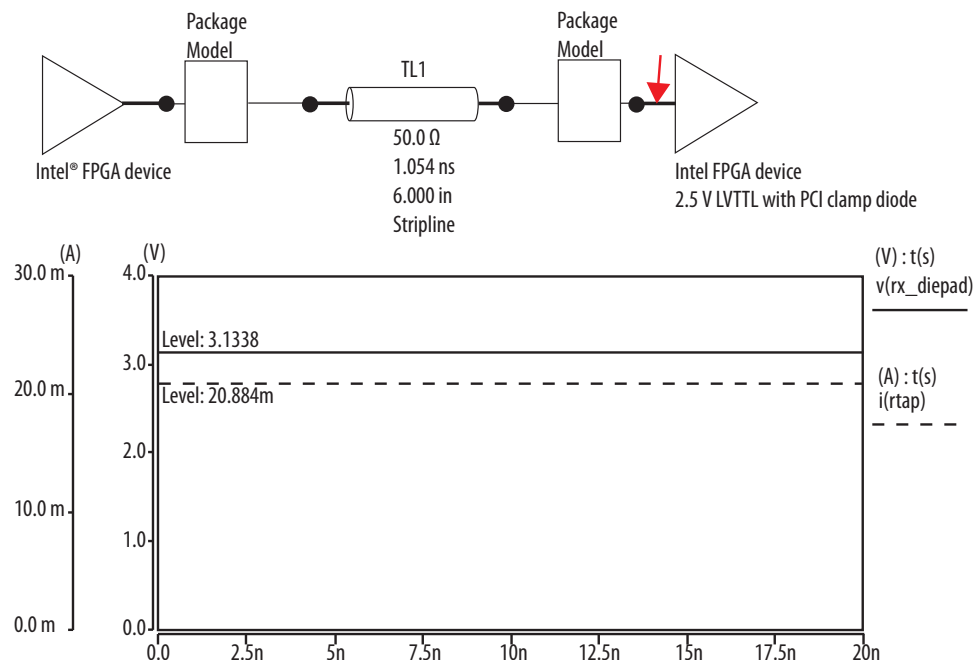 Package
Model
Package
Model
TL1
50.0 Ω
1.054 ns
6.000 in
Stripline
Intel® FPGA device
Intel FPGA device
2.5 V LVTTL with PCI clamp diode
(A)
(V)
30.0 m
20.0 m
10.0 m
0.0 m
4.0
3.0
2.0
1.0
0.0
Level: 3.1338
Level: 20.884m
(V) : t(s)
v(rx_diepad)
(A) : t(s)
i(rtap)
0.0 2.5n 5n 7.5n 10n 12.5n 15n 17.5n 20n